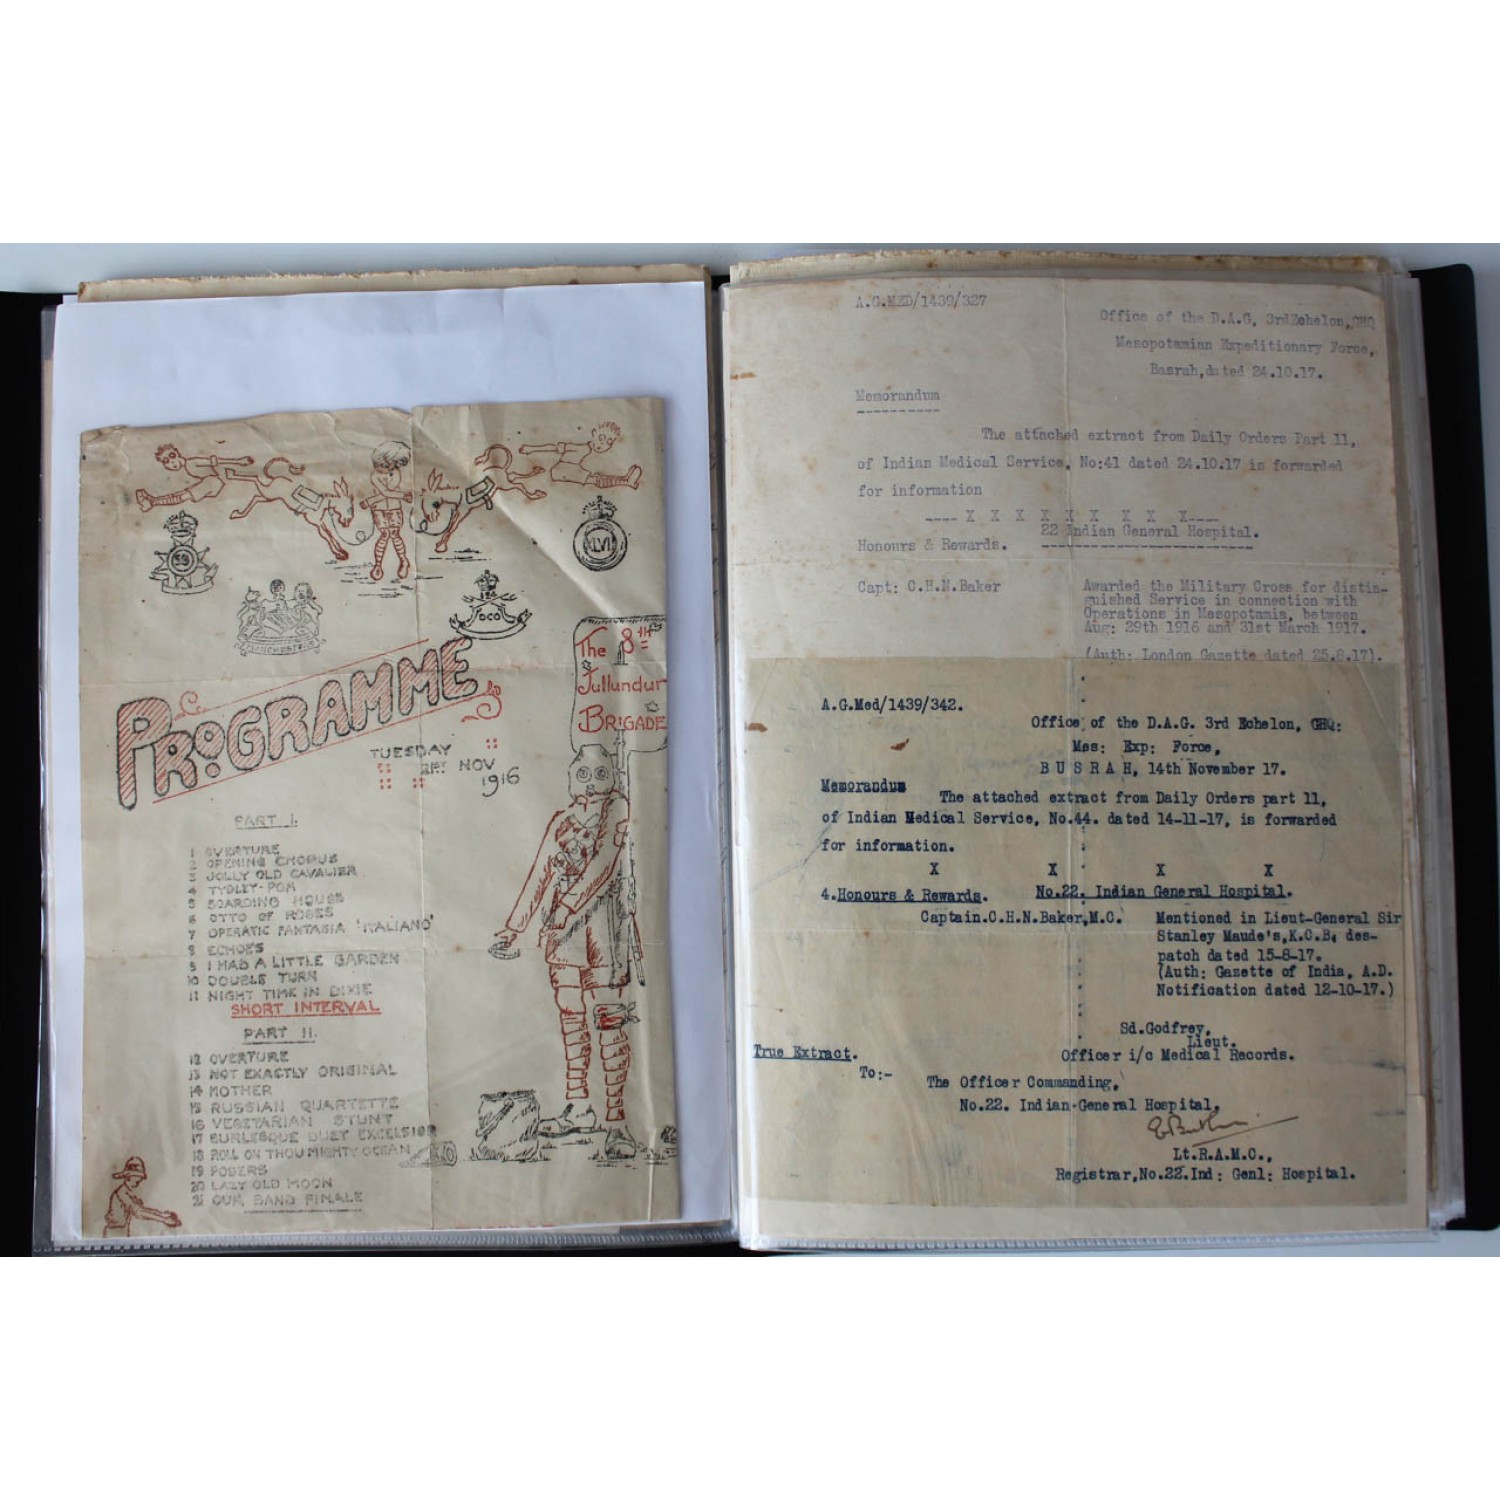 59
MANCHESTER
LVI
PROGRAMME
TUESDAY
21ST NOV
1916
The 8TH
Jullundur
BRIGADE
PART I.
1 OVERTURE
2 OPENING CHORUS
3 JOLLY OLD CAVALIER
4 TYDLEY-POM
5 BOARDING HOUSE
6 OTTO OF ROSES
7 OPERATIC FANTASIA 'ITALIANO'
8 ECHOES
9 I HAD A LITTLE GARDEN
10 DOUBLE TURN
11 NIGHT TIME IN DIXIE
SHORT INTERVAL
PART II.
12 OVERTURE
13 NOT EXACTLY ORIGINAL
14 MOTHER
15 RUSSIAN QUARTETTE
16 VEGETARIAN STUNT
17 BURLESQUE DUET EXCELSIOR
18 ROLL ON THOU MIGHTY OCEAN
19 POSERS
20 LAZY OLD MOON
21 OUR BAND FINALE
A.G.MED/1439/327
Office of the D.A.G, 3rdEchelon,GHQ
Mesopotamian Expeditionary Force,
Basrah,dated 24.10.17.
Memorandum
The attached extract from Daily Orders Part 11,
of Indian Medical Service, No:41 dated 24.10.17 is forwarded
for information
---- X X X X X X X X X----
22 Indian General Hospital.
Honours & Rewards.
Capt: C.H.N.Baker Awarded the Military Cross for distin-
guished Service in connection with
Operations in Mesopotamia, between
Aug: 29th 1916 and 31st March 1917.
(Auth: London Gazette dated 25.8.17).
A.G.Med/1439/342.
Office of the D.A.G. 3rd Echelon, GHQ:
Mes: Exp: Force,
B U S R A H, 14th November 17.
Memorandum
The attached extract from Daily Orders part 11,
of Indian Medical Service, No.44. dated 14-11-17, is forwarded
for information.
X X X X
4.Honours & Rewards. No.22. Indian General Hospital.
Captain.C.H.N.Baker,M.C. Mentioned in Lieut-General Sir
Stanley Maude's,K.C.B. des-
patch dated 15-8-17.
(Auth: Gazette of India, A.D.
Notification dated 12-10-17.)
Sd.Godfrey,
Lieut.
True Extract. Officer i/c Medical Records.
To:-
The Officer Commanding,
No.22. Indian-General Hospital,
Lt.R.A.M.C.,
Registrar,No.22.Ind: Genl: Hospital.